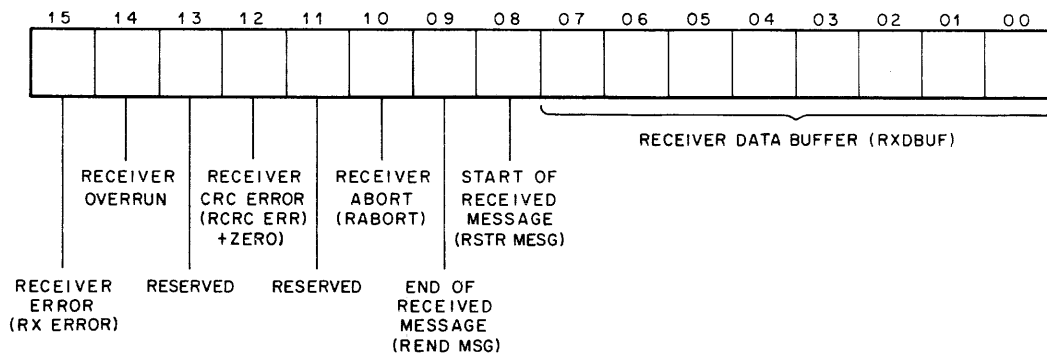 15 14 13 12 11 10 09 08 07 06 05 04 03 02 01 00
RECEIVER DATA BUFFER (RXDBUF)
RECEIVER
OVERRUN
RECEIVER
CRC ERROR
(RCRC ERR)
+ZERO)
RECEIVER
ABORT
(RABORT)
START OF
RECEIVED
MESSAGE
(RSTR MESG)
RECEIVER
ERROR
(RX ERROR)
RESERVED
RESERVED
END OF
RECEIVED
MESSAGE
(REND MSG)